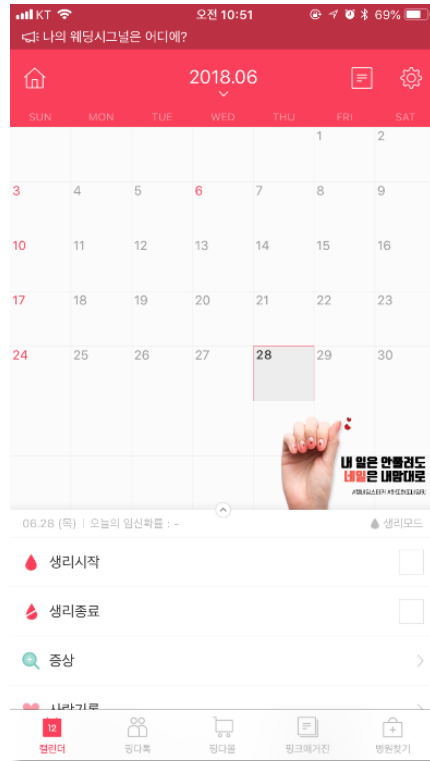 KT 오전 10:51 69%
나의 웨딩시그널은 어디에?
2018.06
SUN MON TUE WED THU FRI SAT
1 2
3 4 5 6 7 8 9
10 11 12 13 14 15 16
17 18 19 20 21 22 23
24 25 26 27 28 29 30
내 일은 안풀려도
네일은 내맘대로
06.28 (목) | 오늘의 임신확률 : - 생리모드
생리시작
생리종료
증상
사랑기록
12
캘린더 핑다톡 핑다몰 핑크매거진 병원찾기